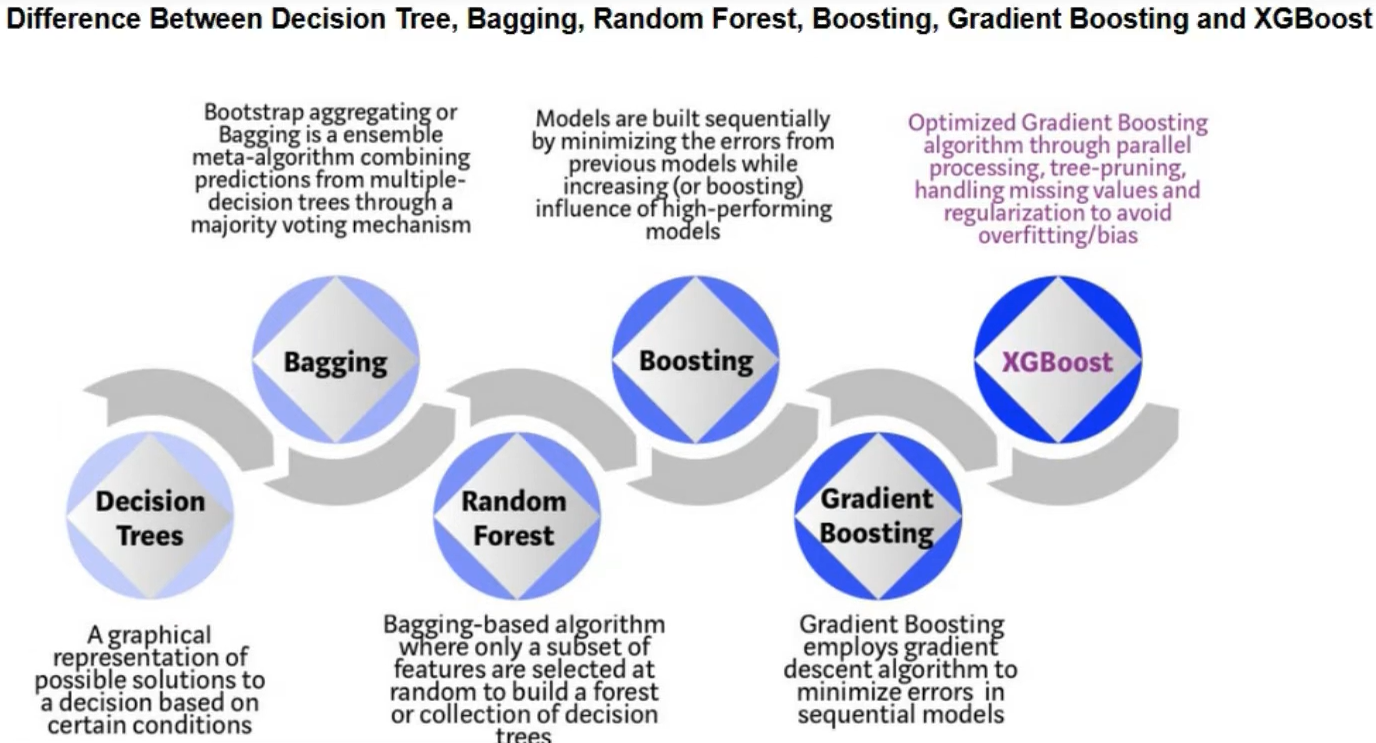 Difference Between Decision Tree, Bagging, Random Forest, Boosting, Gradient Boosting and XGBoost
Bootstrap aggregating or
Bagging is a ensemble
meta-algorithm combining
predictions from multiple-
decision trees through a
majority voting mechanism
Models are built sequentially
by minimizing the errors from
previous models while
increasing (or boosting)
influence of high-performing
models
Optimized Gradient Boosting
algorithm through parallel
processing, tree-pruning,
handling missing values and
regularization to avoid
overfitting/bias
Bagging
Boosting
XGBoost
Decision
Trees
Random
Forest
Gradient
Boosting
A graphical
representation of
possible solutions to
a decision based on
certain conditions
Bagging-based algorithm
where only a subset of
features are selected at
random to build a forest
or collection of decision
trees
Gradient Boosting
employs gradient
descent algorithm to
minimize errors in
sequential models